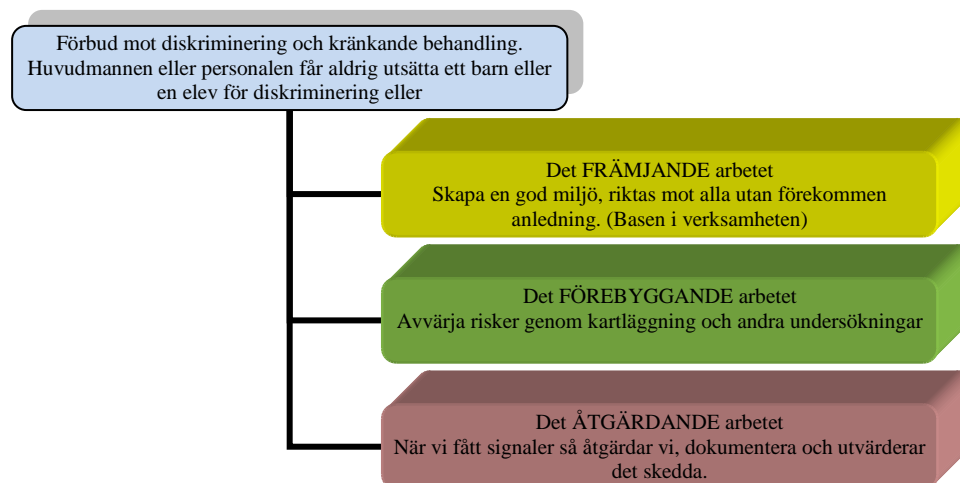 Förbud mot diskriminering och kränkande behandling.
Huvudmannen eller personalen får aldrig utsätta ett barn eller
en elev för diskriminering eller
Det FRÄMJANDE arbetet
Skapa en god miljö, riktas mot alla utan förekommen
anledning. (Basen i verksamheten)
Det FÖREBYGGANDE arbetet
Avvärja risker genom kartläggning och andra undersökningar
Det ÅTGÄRDANDE arbetet
När vi fått signaler så åtgärdar vi, dokumentera och utvärderar
det skedda.